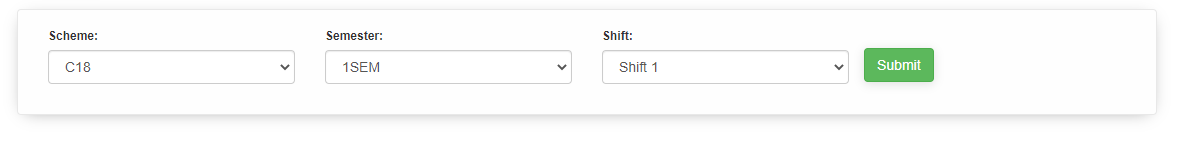 Scheme: Semester: Shift:
C18 1SEM Shift 1 Submit